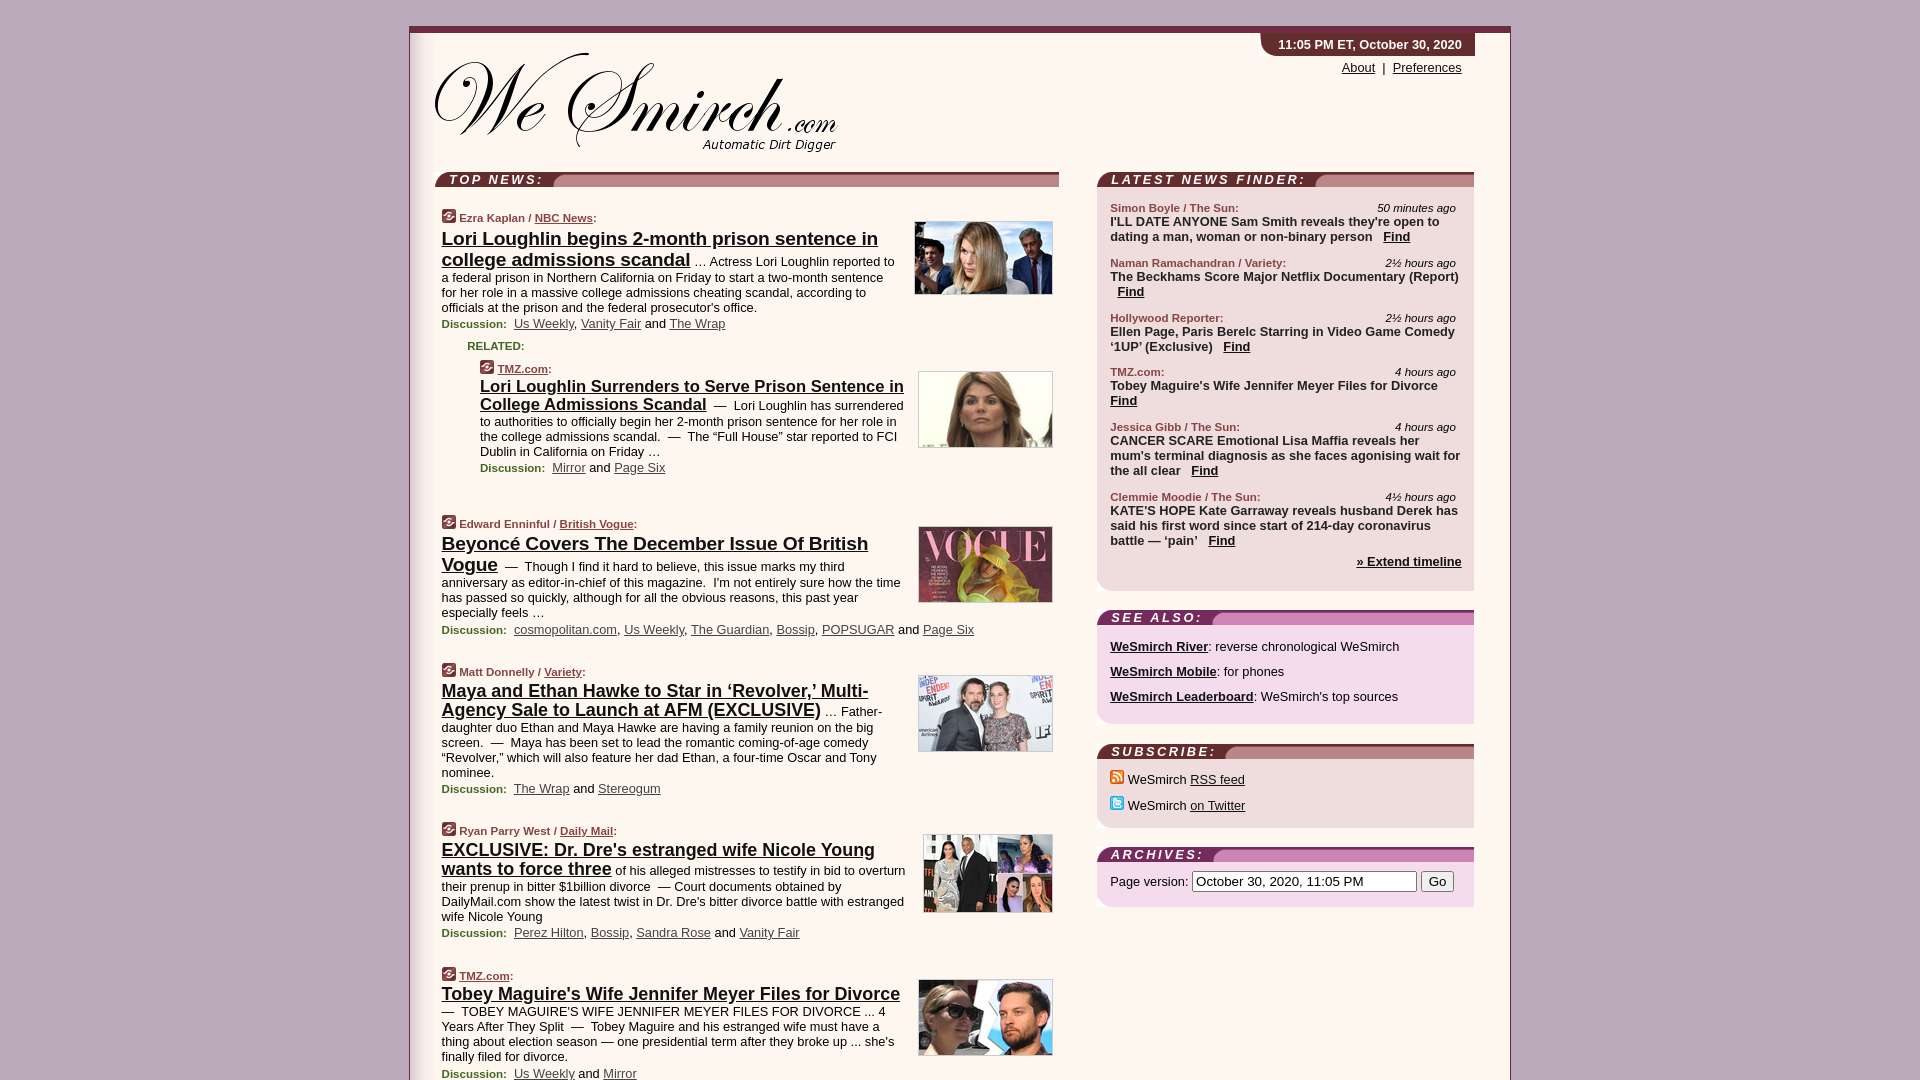 11:05 PM ET, October 30, 2020
About | Preferences
We Smirch .com
Automatic Dirt Digger
TOP NEWS:
Ezra Kaplan / NBC News:
Lori Loughlin begins 2-month prison sentence in
college admissions scandal … Actress Lori Loughlin reported to
a federal prison in Northern California on Friday to start a two-month sentence
for her role in a massive college admissions cheating scandal, according to
officials at the prison and the federal prosecutor's office.
Discussion: Us Weekly, Vanity Fair and The Wrap
RELATED:
TMZ.com:
Lori Loughlin Surrenders to Serve Prison Sentence in
College Admissions Scandal — Lori Loughlin has surrendered
to authorities to officially begin her 2-month prison sentence for her role in
the college admissions scandal. — The “Full House” star reported to FCI
Dublin in California on Friday …
Discussion: Mirror and Page Six
Edward Enninful / British Vogue:
Beyoncé Covers The December Issue Of British
Vogue — Though I find it hard to believe, this issue marks my third
anniversary as editor-in-chief of this magazine. I'm not entirely sure how the time
has passed so quickly, although for all the obvious reasons, this past year
especially feels …
Discussion: cosmopolitan.com, Us Weekly, The Guardian, Bossip, POPSUGAR and Page Six
VOGUE
Matt Donnelly / Variety:
Maya and Ethan Hawke to Star in ‘Revolver,’ Multi-
Agency Sale to Launch at AFM (EXCLUSIVE) … Father-
daughter duo Ethan and Maya Hawke are having a family reunion on the big
screen. — Maya has been set to lead the romantic coming-of-age comedy
“Revolver,” which will also feature her dad Ethan, a four-time Oscar and Tony
nominee.
Discussion: The Wrap and Stereogum
Ryan Parry West / Daily Mail:
EXCLUSIVE: Dr. Dre's estranged wife Nicole Young
wants to force three of his alleged mistresses to testify in bid to overturn
their prenup in bitter $1billion divorce — Court documents obtained by
DailyMail.com show the latest twist in Dr. Dre's bitter divorce battle with estranged
wife Nicole Young
Discussion: Perez Hilton, Bossip, Sandra Rose and Vanity Fair
TMZ.com:
Tobey Maguire's Wife Jennifer Meyer Files for Divorce
— TOBEY MAGUIRE'S WIFE JENNIFER MEYER FILES FOR DIVORCE ... 4
Years After They Split — Tobey Maguire and his estranged wife must have a
thing about election season — one presidential term after they broke up ... she's
finally filed for divorce.
Discussion: Us Weekly and Mirror
LATEST NEWS FINDER:
Simon Boyle / The Sun: 50 minutes ago
I'LL DATE ANYONE Sam Smith reveals they're open to
dating a man, woman or non-binary person Find
Naman Ramachandran / Variety: 2½ hours ago
The Beckhams Score Major Netflix Documentary (Report)
Find
Hollywood Reporter: 2½ hours ago
Ellen Page, Paris Berelc Starring in Video Game Comedy
‘1UP’ (Exclusive) Find
TMZ.com: 4 hours ago
Tobey Maguire's Wife Jennifer Meyer Files for Divorce
Find
Jessica Gibb / The Sun: 4 hours ago
CANCER SCARE Emotional Lisa Maffia reveals her
mum's terminal diagnosis as she faces agonising wait for
the all clear Find
Clemmie Moodie / The Sun: 4½ hours ago
KATE'S HOPE Kate Garraway reveals husband Derek has
said his first word since start of 214-day coronavirus
battle — ‘pain’ Find
» Extend timeline
SEE ALSO:
WeSmirch River: reverse chronological WeSmirch
WeSmirch Mobile: for phones
WeSmirch Leaderboard: WeSmirch's top sources
SUBSCRIBE:
WeSmirch RSS feed
WeSmirch on Twitter
ARCHIVES:
Page version: October 30, 2020, 11:05 PM Go